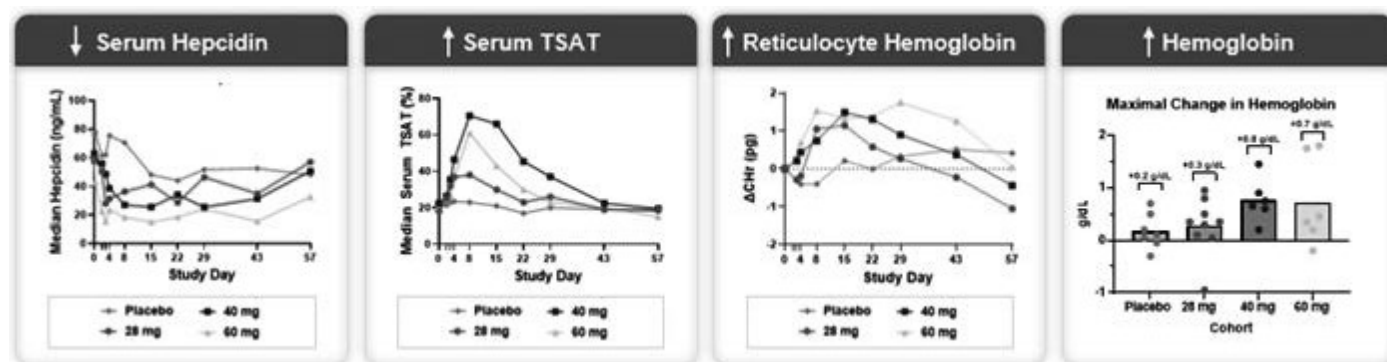 ↓ Serum Hepcidin
Median Hepcidin (ng/mL)
100
80
60
40
20
0
0 4 8 15 22 29 43 57
Study Day
Placebo
40 mg
28 mg
60 mg
↑ Serum TSAT
Median Serum TSAT (%)
80
60
40
20
0
0 4 8 15 22 29 43 57
Study Day
Placebo
40 mg
28 mg
60 mg
↑ Reticulocyte Hemoglobin
ΔCHr (pg)
2
1
0
-1
-2
0 4 8 15 22 29 43 57
Study Day
Placebo
40 mg
28 mg
60 mg
↑ Hemoglobin
Maximal Change in Hemoglobin
g/dL
2
1
0
-1
+0.2 g/dL
+0.3 g/dL
+0.7 g/dL
Placebo 28 mg 40 mg 60 mg
Cohort